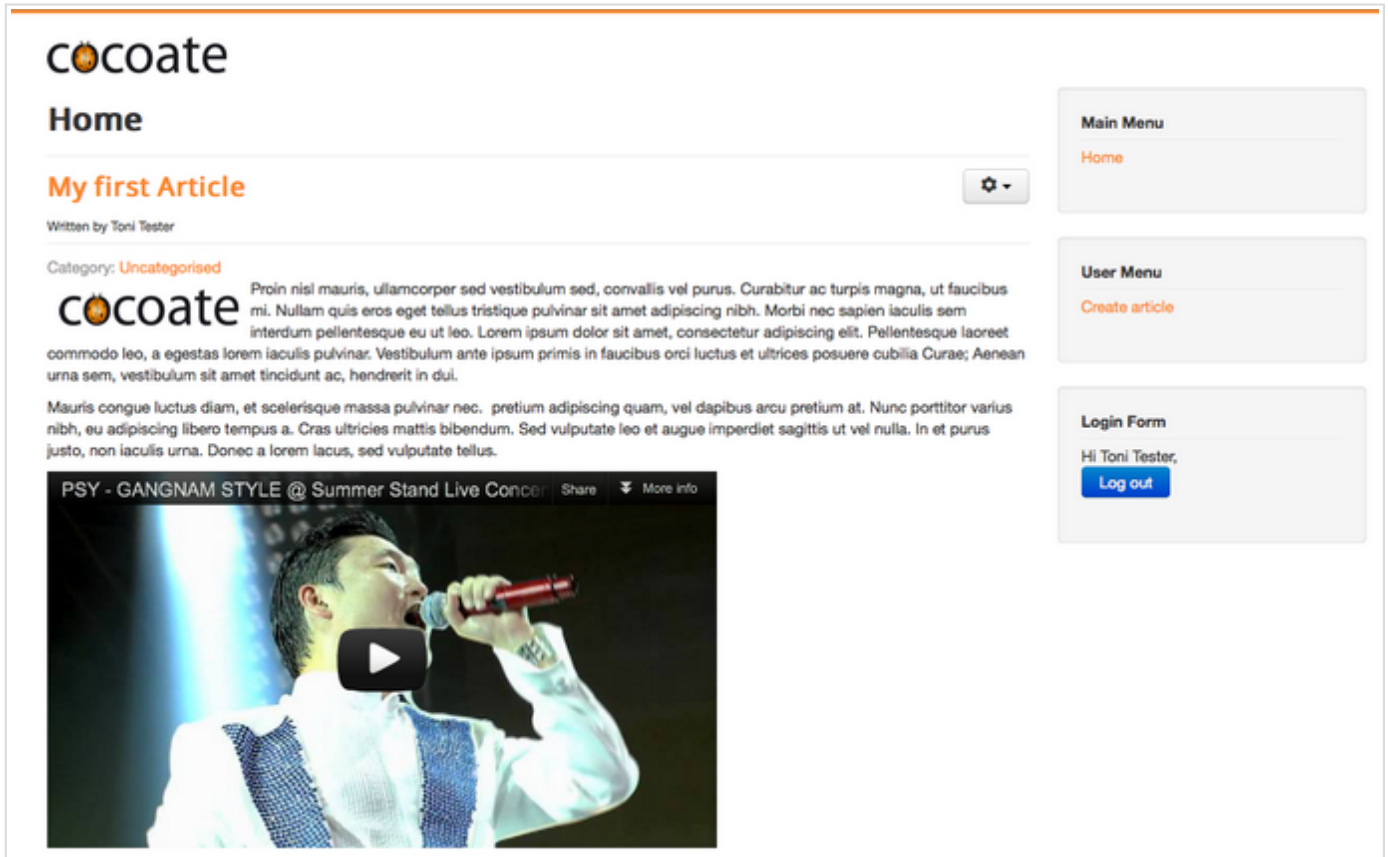 cocoate
Home
My first Article
Written by Toni Tester
Category: Uncategorised
cocoate
Proin nisl mauris, ullamcorper sed vestibulum sed, convallis vel purus. Curabitur ac turpis magna, ut faucibus
mi. Nullam quis eros eget tellus tristique pulvinar sit amet adipiscing nibh. Morbi nec sapien iaculis sem
interdum pellentesque eu ut leo. Lorem ipsum dolor sit amet, consectetur adipiscing elit. Pellentesque laoreet
commodo leo, a egestas lorem iaculis pulvinar. Vestibulum ante ipsum primis in faucibus orci luctus et ultrices posuere cubilia Curae; Aenean
urna sem, vestibulum sit amet tincidunt ac, hendrerit in dui.
Mauris congue luctus diam, et scelerisque massa pulvinar nec.  pretium adipiscing quam, vel dapibus arcu pretium at. Nunc porttitor varius
nibh, eu adipiscing libero tempus a. Cras ultricies mattis bibendum. Sed vulputate leo et augue imperdiet sagittis ut vel nulla. In et purus
justo, non iaculis urna. Donec a lorem lacus, sed vulputate tellus.
PSY - GANGNAM STYLE @ Summer Stand Live Concer Share More info
Main Menu
Home
User Menu
Create article
Login Form
Hi Toni Tester,
Log out